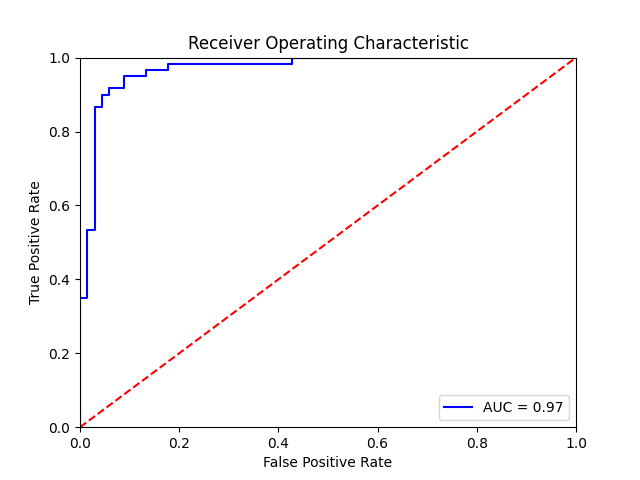 Receiver Operating Characteristic
1.0
0.8
0.6
0.4
0.2
0.0
True Positive Rate
AUC = 0.97
0.0 0.2 0.4 0.6 0.8 1.0
False Positive Rate